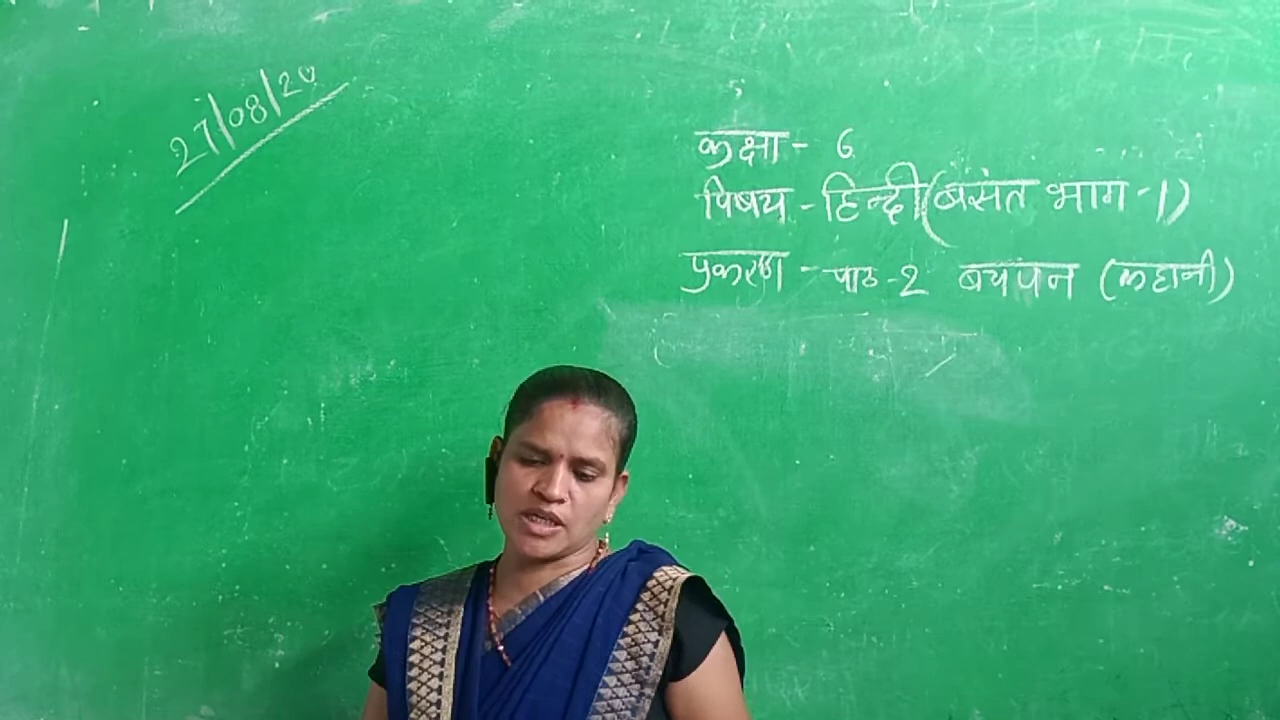 27/08/20
कक्षा - 6
विषय - हिन्दी (बसंत भाग - 1)
प्रकरण - पाठ - 2 बचपन (कहानी)